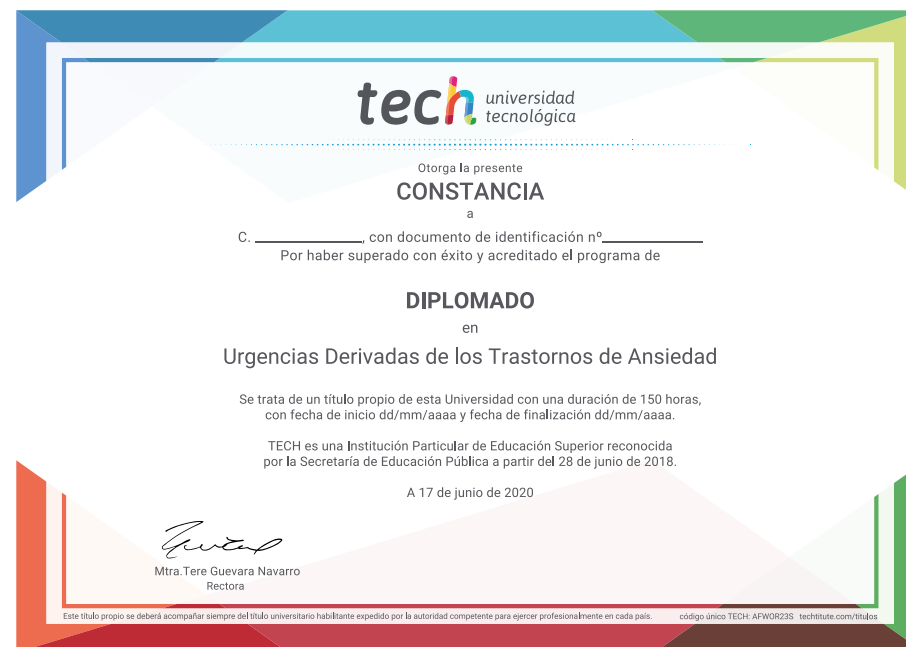 tech universidad
tecnológica
Otorga la presente
CONSTANCIA
a
C. ____________, con documento de identificación nº____________
Por haber superado con éxito y acreditado el programa de
DIPLOMADO
en
Urgencias Derivadas de los Trastornos de Ansiedad
Se trata de un título propio de esta Universidad con una duración de 150 horas,
con fecha de inicio dd/mm/aaaa y fecha de finalización dd/mm/aaaa.
TECH es una Institución Particular de Educación Superior reconocida
por la Secretaría de Educación Pública a partir del 28 de junio de 2018.
A 17 de junio de 2020
Mtra.Tere Guevara Navarro
Rectora
Este título propio se deberá acompañar siempre del título universitario habilitante expedido por la autoridad competente para ejercer profesionalmente en cada país. código único TECH: AFWOR23S techtitute.com/titulos